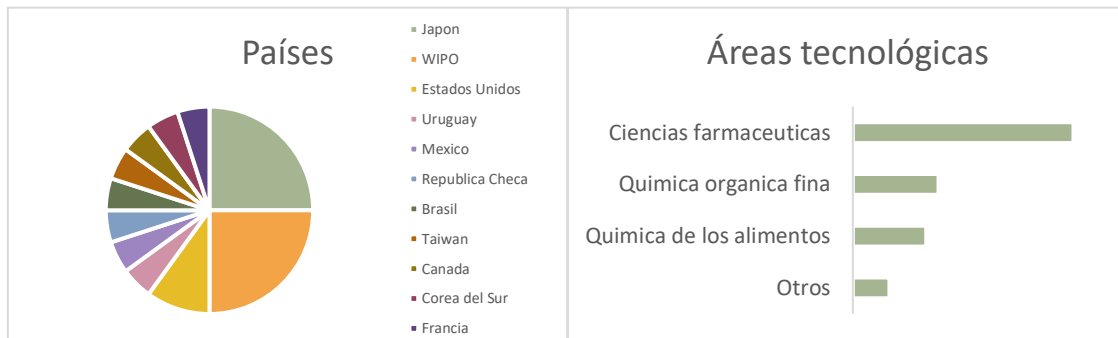 Países
Japon
WIPO
Estados Unidos
Uruguay
Mexico
Republica Checa
Brasil
Taiwan
Canada
Corea del Sur
Francia
Áreas tecnológicas
Ciencias farmaceuticas
Quimica organica fina
Quimica de los alimentos
Otros